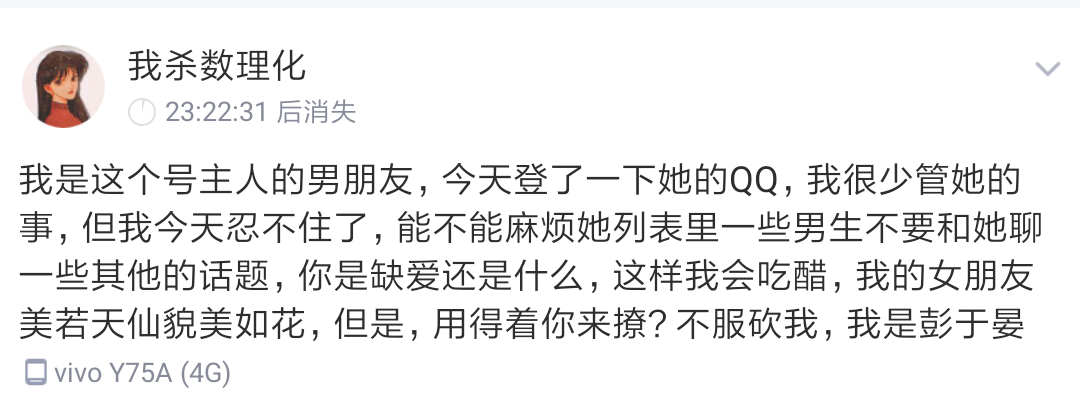 我杀数理化
23:22:31 后消失
我是这个号主人的男朋友，今天登了一下她的QQ，我很少管她的
事，但我今天忍不住了，能不能麻烦她列表里一些男生不要和她聊
一些其他的话题，你是缺爱还是什么，这样我会吃醋，我的女朋友
美若天仙貌美如花，但是，用得着你来撩？不服砍我，我是彭于晏
vivo Y75A (4G)